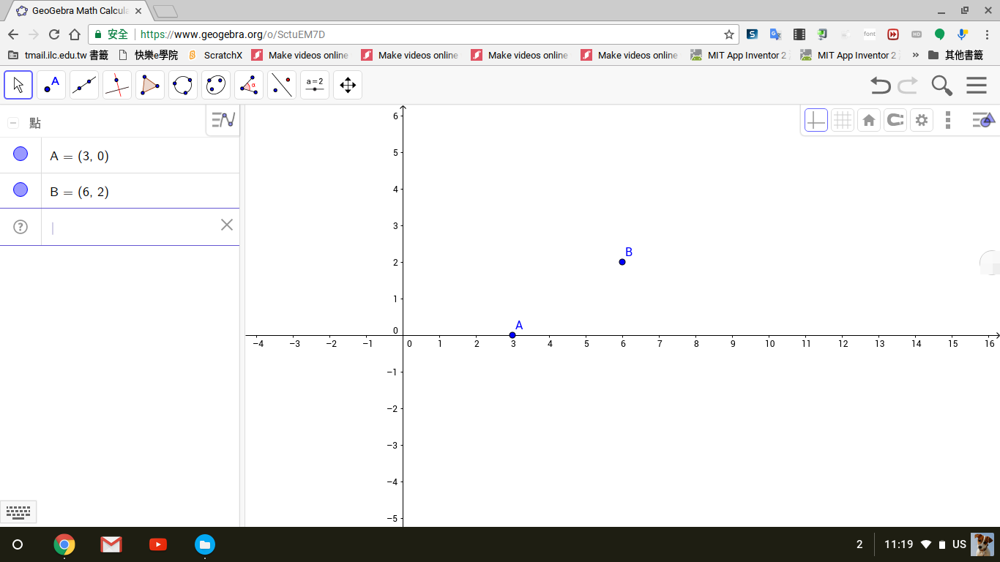 GeoGebra Math Calcula
安全 https://www.geogebra.org/o/SctuEM7D
font HD
tmail.ilc.edu.tw 書籤 快樂e學院 ScratchX Make videos online Make videos online Make videos online Make videos online MIT App Inventor 2 MIT App Inventor 2 » 其他書籤
A α a=2
點
A = (3, 0)
B = (6, 2)
?
6
5
4
3
2
1
0
B
A
−4 −3 −2 −1 0 1 2 3 4 5 6 7 8 9 10 11 12 13 14 15 16
−1
−2
−3
−4
−5
2 11:19 US